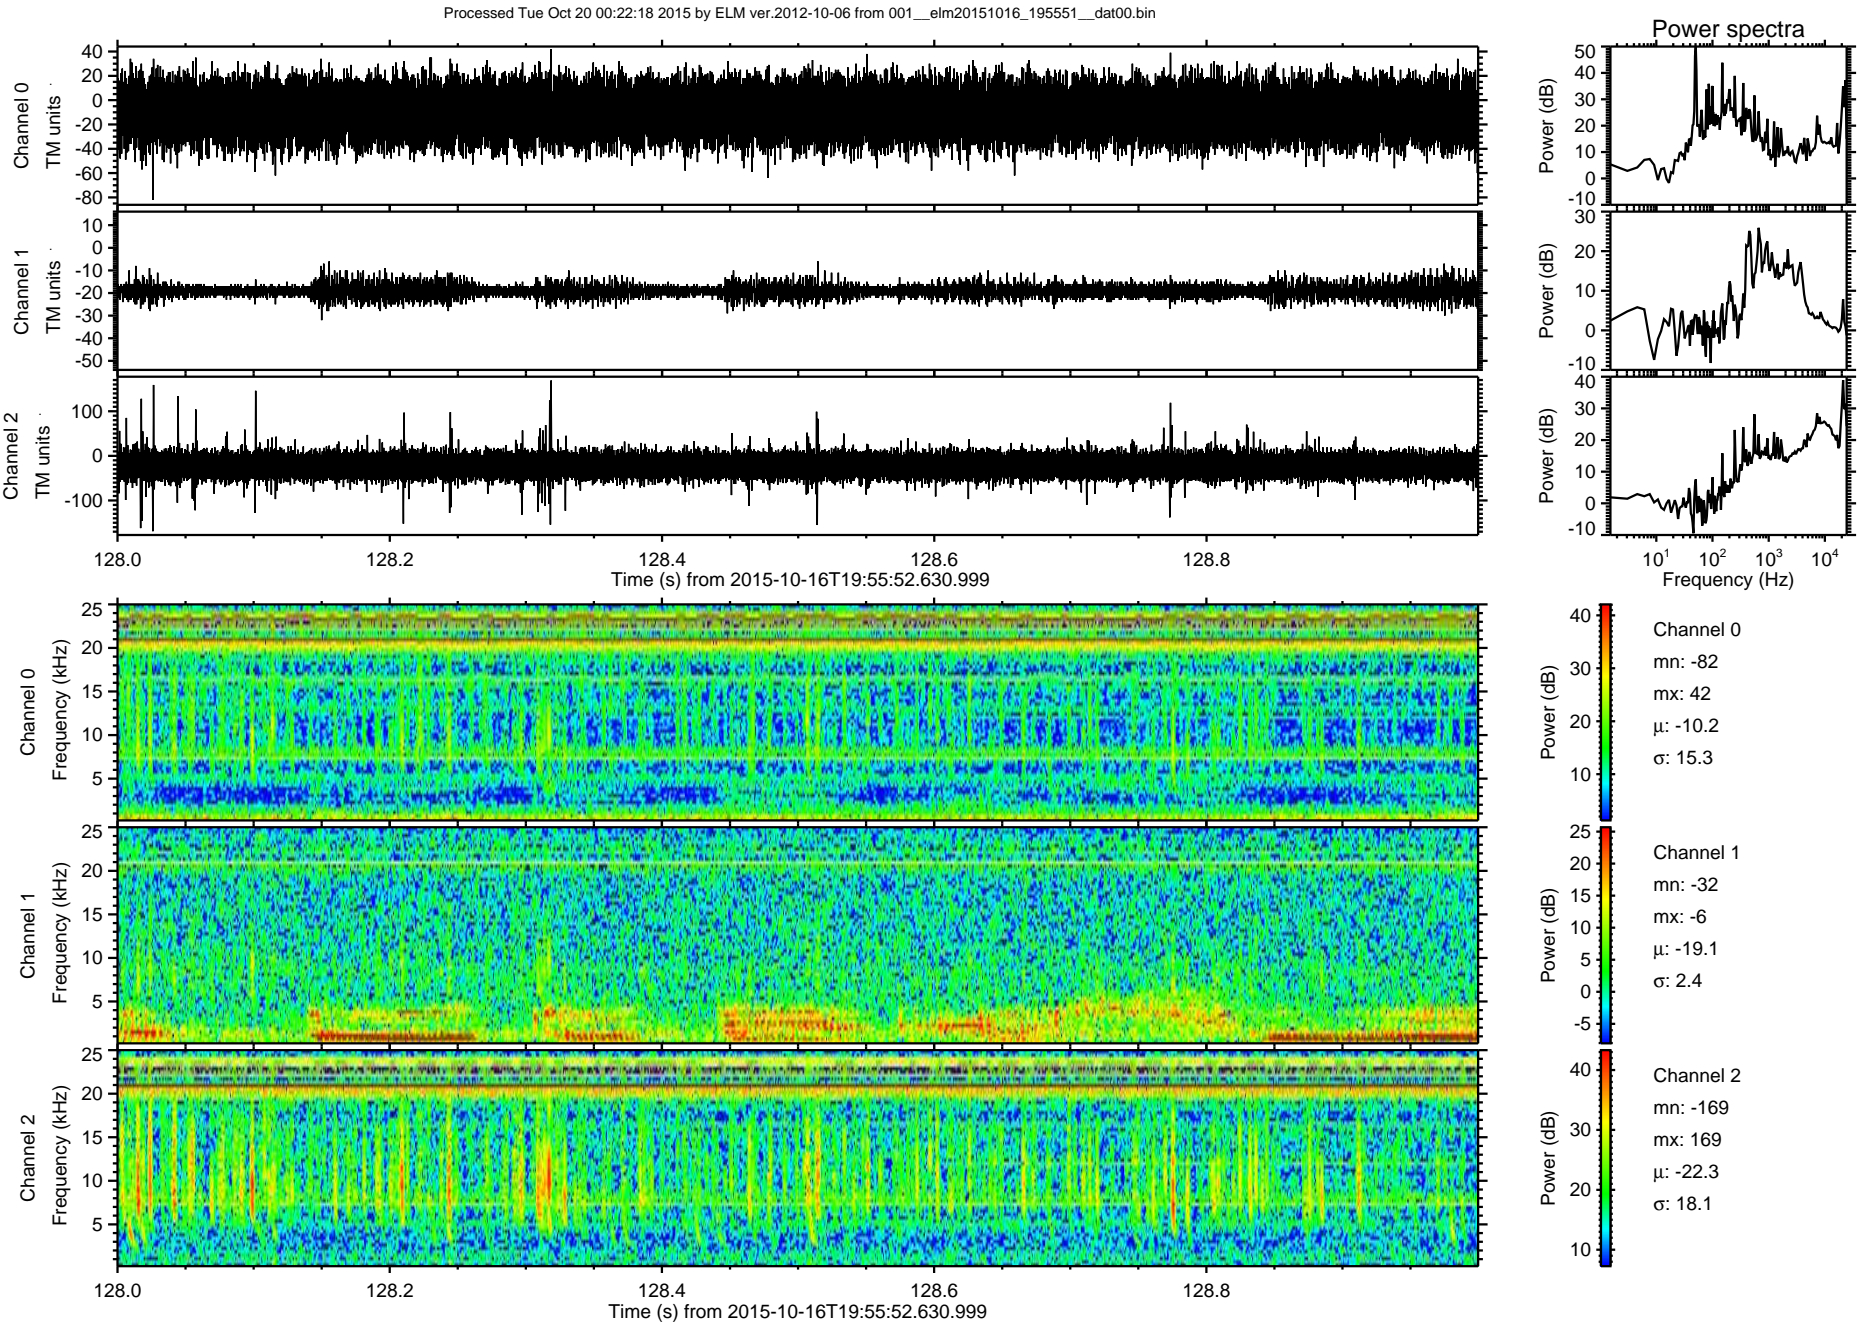 Processed Tue Oct 20 00:22:18 2015 by ELM ver.2012-10-06 from 001__elm20151016_195551__dat00.bin
Power spectra
Channel 0
TM units
40
20
0
-20
-40
-60
-80
Power (dB)
50
40
30
20
10
0
-10
Channel 1
TM units
10
0
-10
-20
-30
-40
-50
Power (dB)
30
20
10
0
-10
Channel 2
TM units
100
0
-100
Power (dB)
40
30
20
10
0
-10
128.0 128.2 128.4 128.6 128.8
Time (s) from 2015-10-16T19:55:52.630.999
10^1 10^2 10^3 10^4
Frequency (Hz)
Channel 0
Frequency (kHz)
25
20
15
10
5
Power (dB)
40
30
20
10
Channel 0
mn: -82
mx: 42
μ: -10.2
σ: 15.3
Channel 1
Frequency (kHz)
25
20
15
10
5
Power (dB)
25
20
15
10
5
0
-5
Channel 1
mn: -32
mx: -6
μ: -19.1
σ: 2.4
Channel 2
Frequency (kHz)
25
20
15
10
5
Power (dB)
40
30
20
10
Channel 2
mn: -169
mx: 169
μ: -22.3
σ: 18.1
128.0 128.2 128.4 128.6 128.8
Time (s) from 2015-10-16T19:55:52.630.999